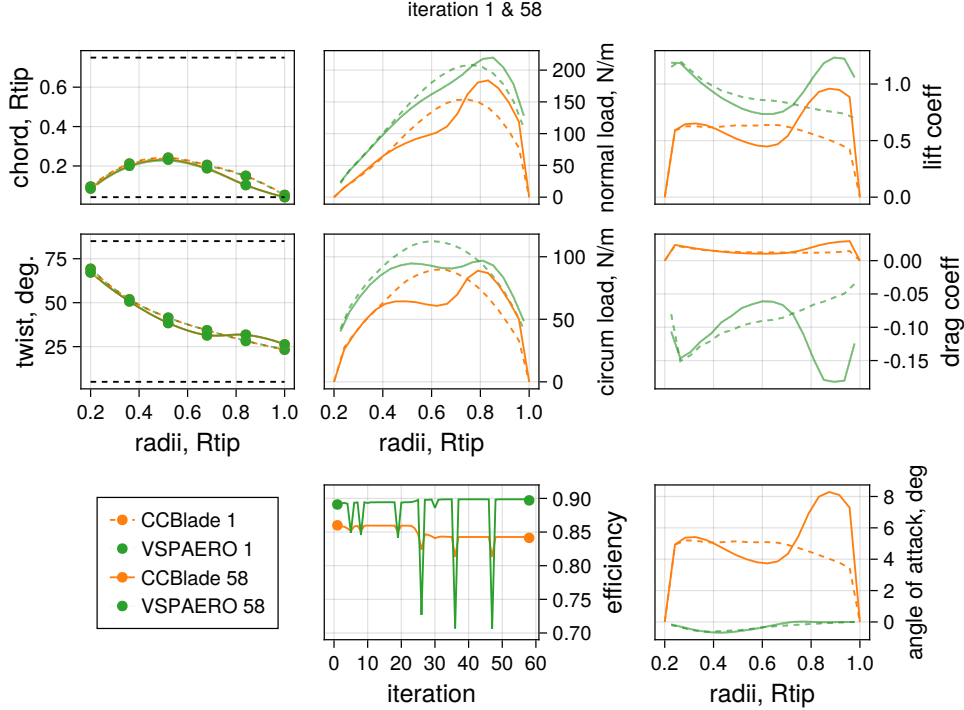 iteration 1 & 58
chord, Rtip
0.6
0.4
0.2
normal load, N/m
200
150
100
50
0
lift coeff
1.0
0.5
0.0
twist, deg.
75
50
25
0.2 0.4 0.6 0.8 1.0
radii, Rtip
circum load, N/m
100
50
0
0.2 0.4 0.6 0.8 1.0
radii, Rtip
drag coeff
0.00
-0.05
-0.10
-0.15
CCBlade 1
VSPAERO 1
CCBlade 58
VSPAERO 58
efficiency
0.90
0.85
0.80
0.75
0.70
0 10 20 30 40 50 60
iteration
angle of attack, deg
8
6
4
2
0
0.2 0.4 0.6 0.8 1.0
radii, Rtip